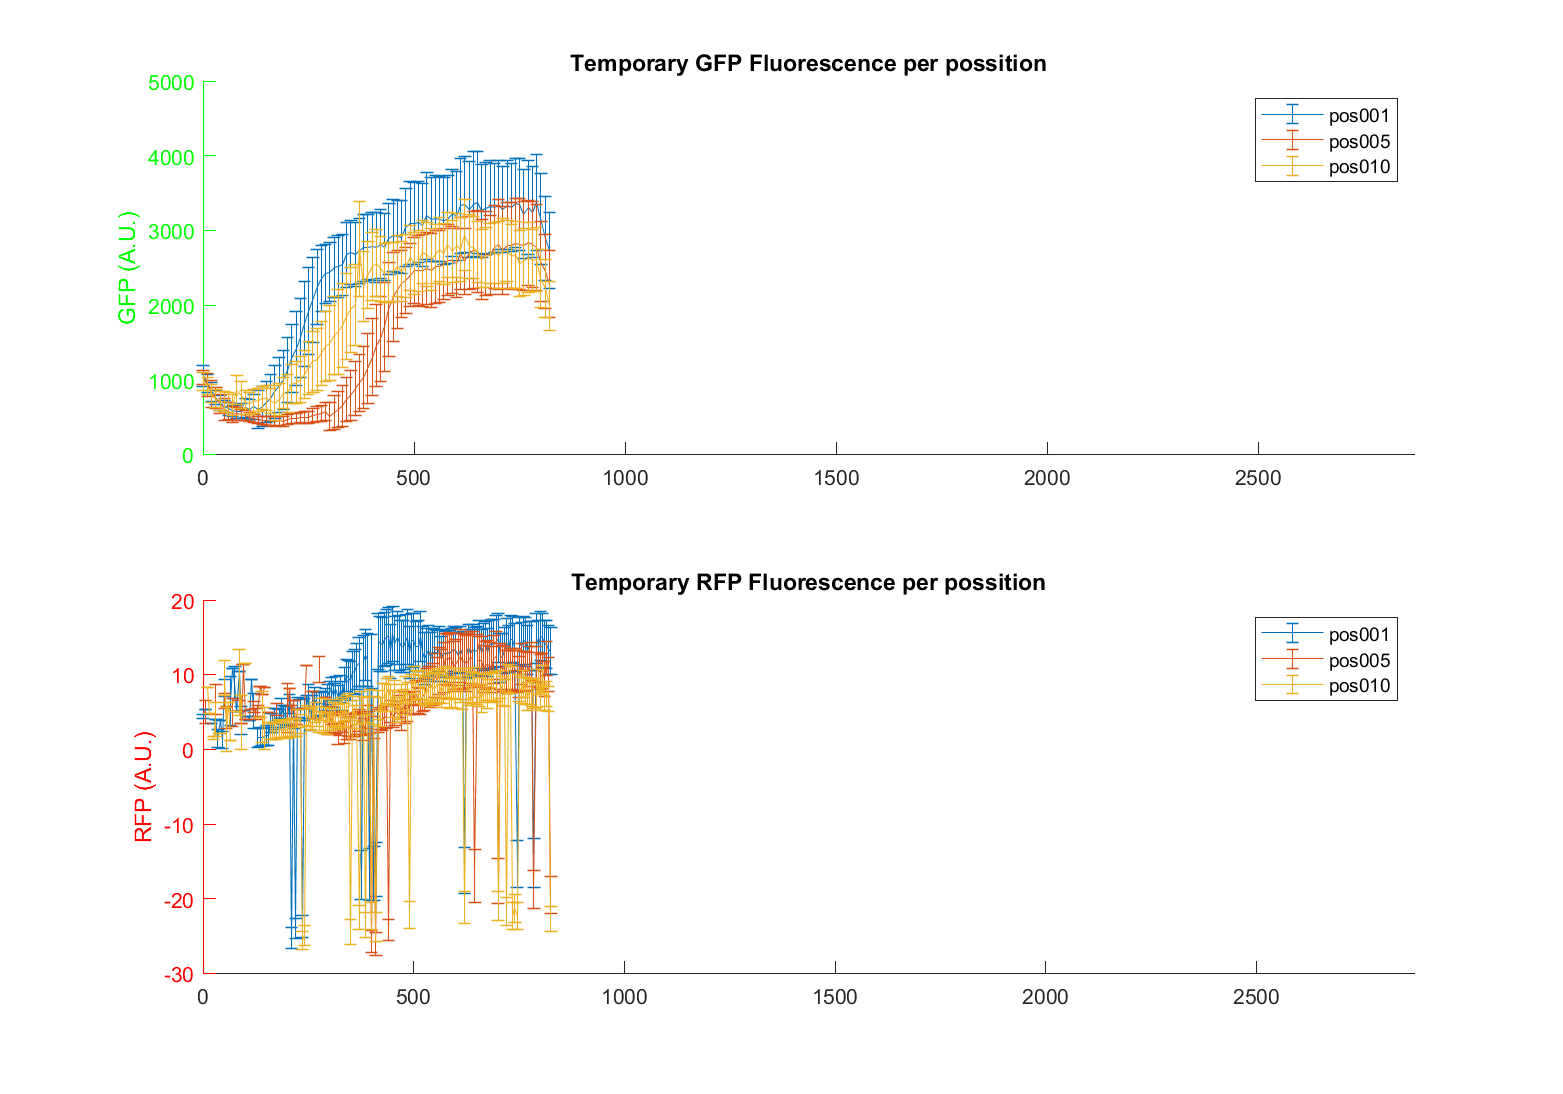 Temporary GFP Fluorescence per possition
GFP (A.U.)
5000
4000
3000
2000
1000
0
0 500 1000 1500 2000 2500
pos001
pos005
pos010
Temporary RFP Fluorescence per possition
RFP (A.U.)
20
10
0
-10
-20
-30
0 500 1000 1500 2000 2500
pos001
pos005
pos010